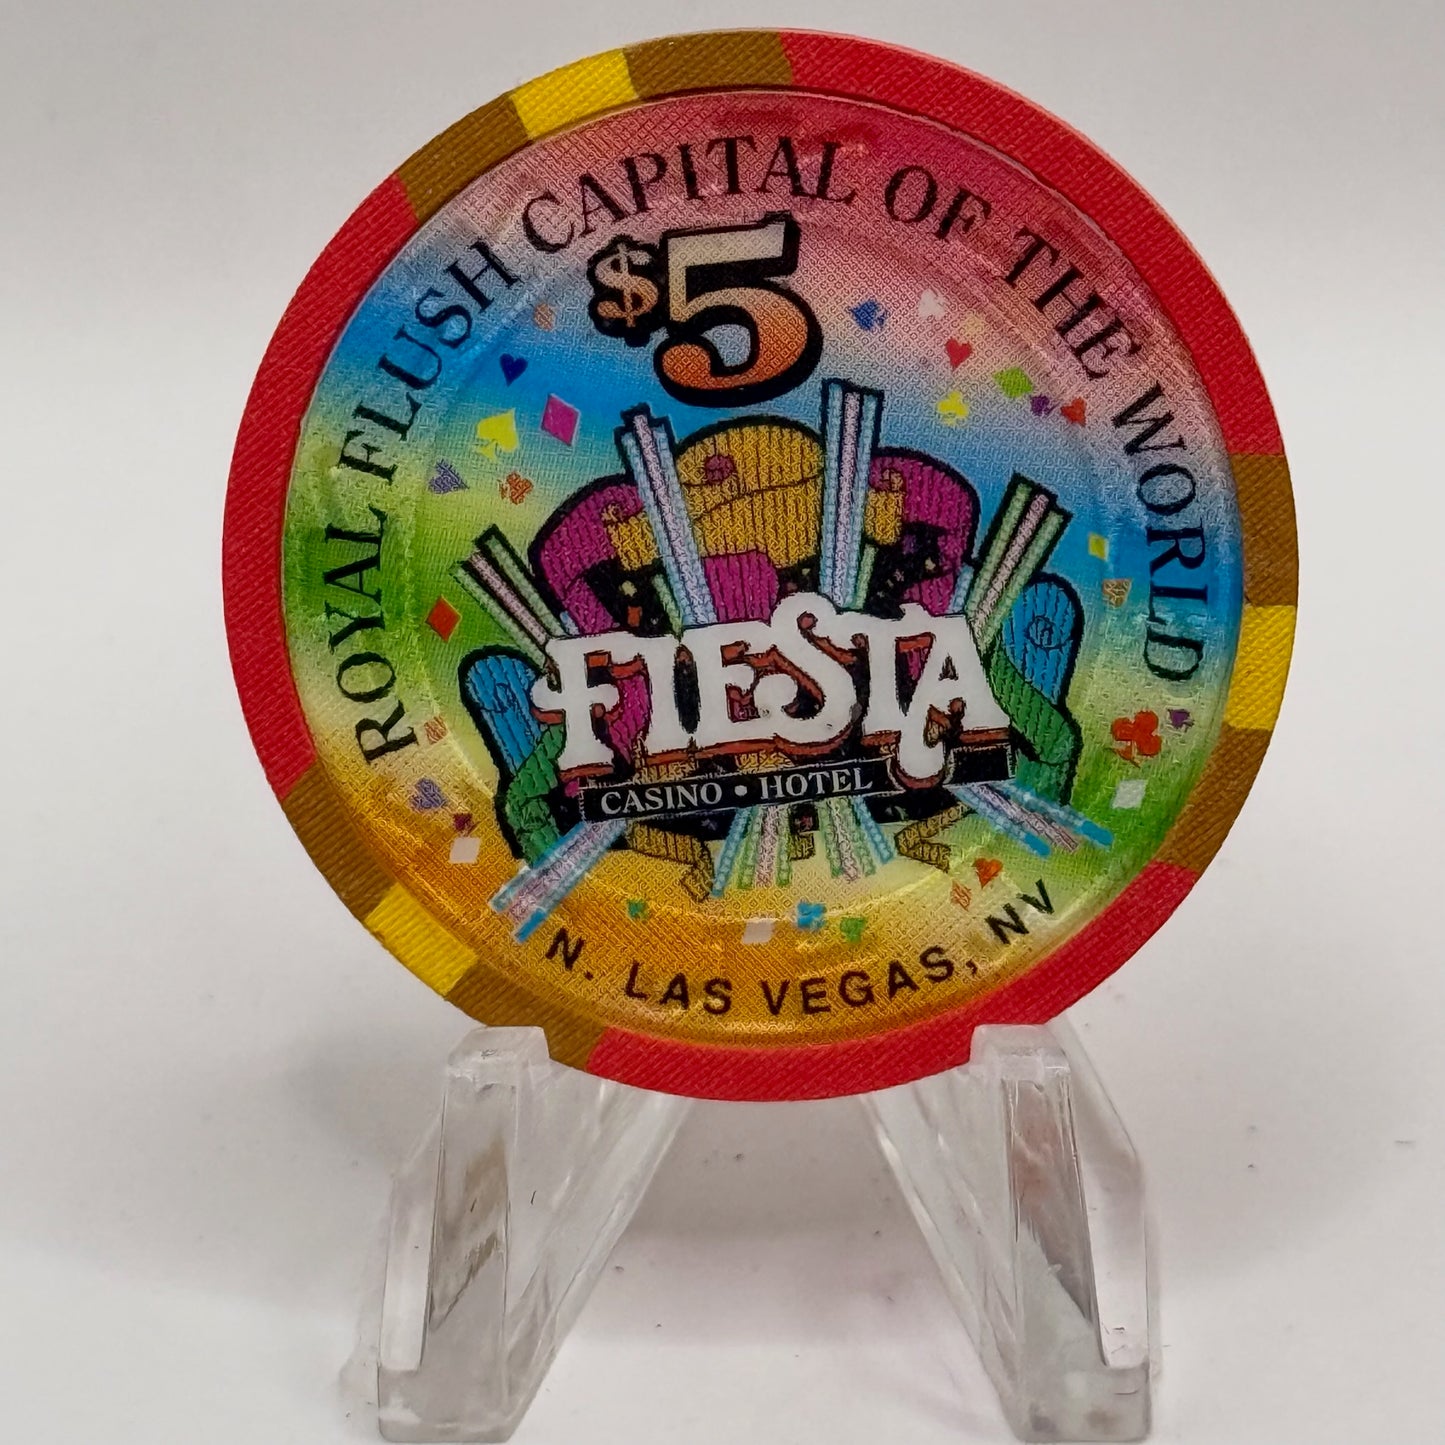 ROYAL FLUSH CAPITAL OF THE WORLD
$5
FIESTA
CASINO • HOTEL
N. LAS VEGAS, NV